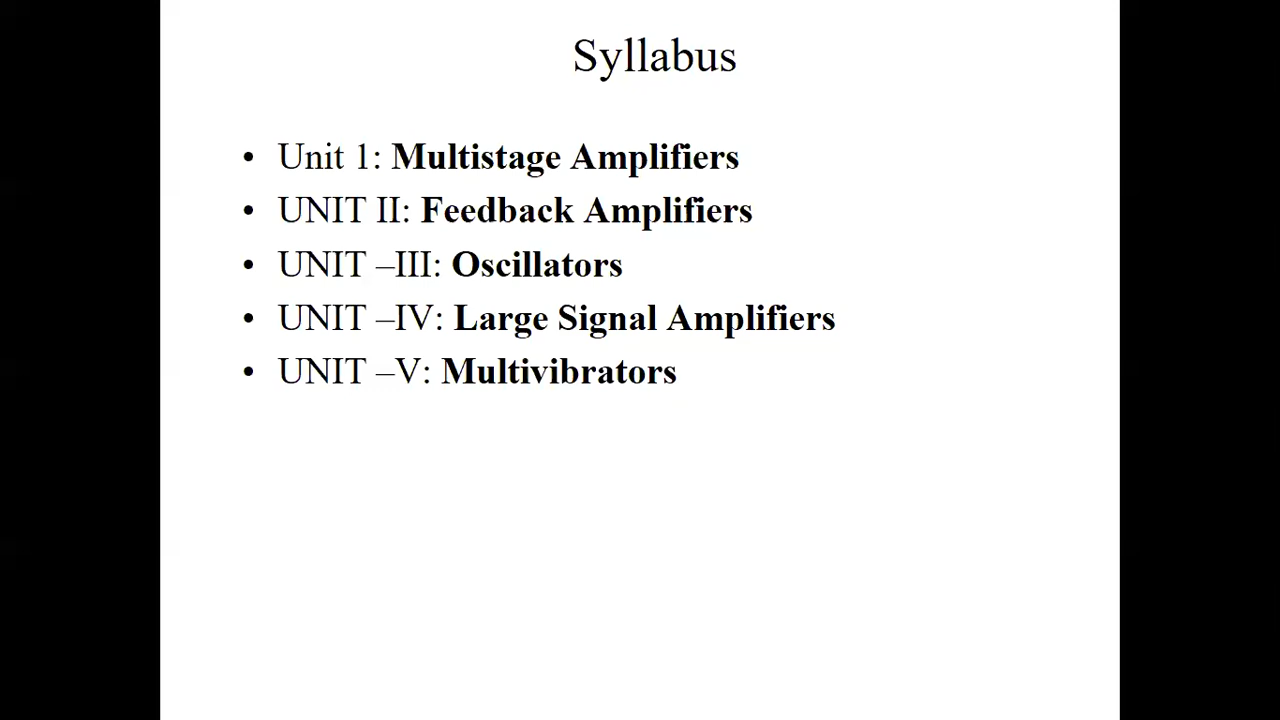 Syllabus
• Unit 1: Multistage Amplifiers
• UNIT II: Feedback Amplifiers
• UNIT –III: Oscillators
• UNIT –IV: Large Signal Amplifiers
• UNIT –V: Multivibrators